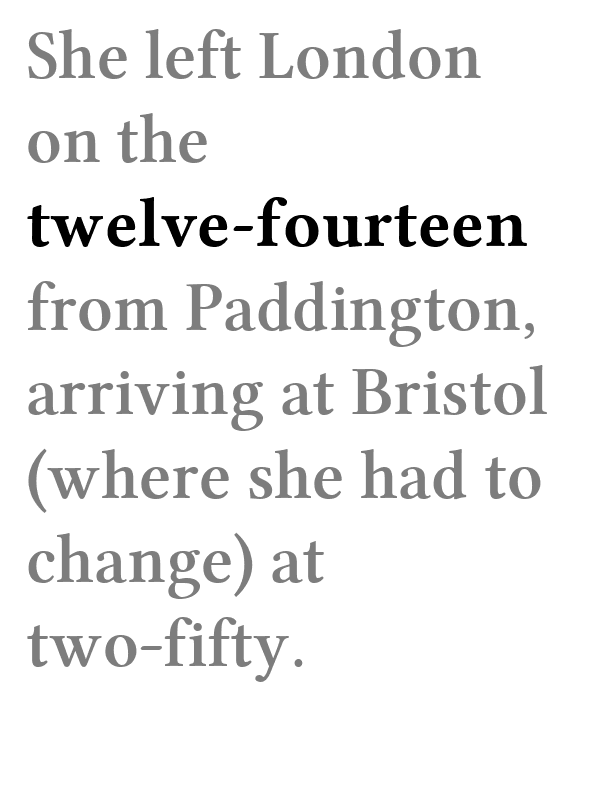 She left London
on the
twelve-fourteen
from Paddington,
arriving at Bristol
(where she had to
change) at
two-fifty.